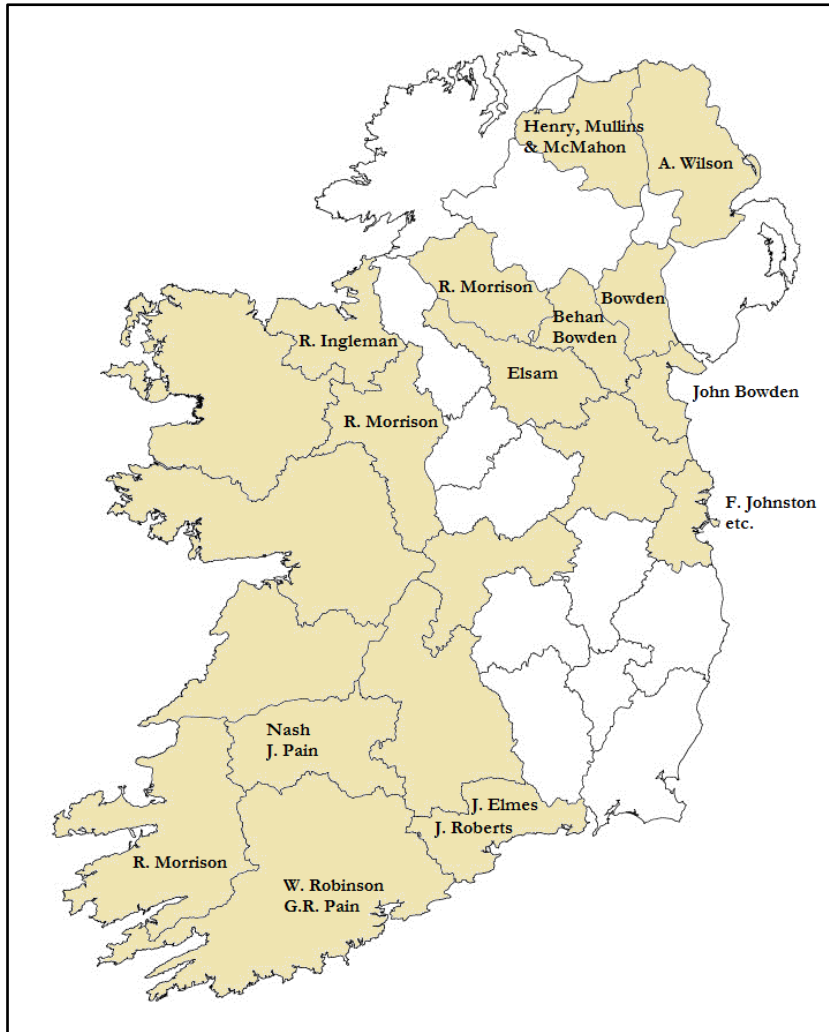 Henry, Mullins
& McMahon
A. Wilson
R. Morrison
Bowden
Behan
Bowden
R. Ingleman
Elsam
John Bowden
R. Morrison
F. Johnston
etc.
Nash
J. Pain
J. Elmes
J. Roberts
R. Morrison
W. Robinson
G.R. Pain